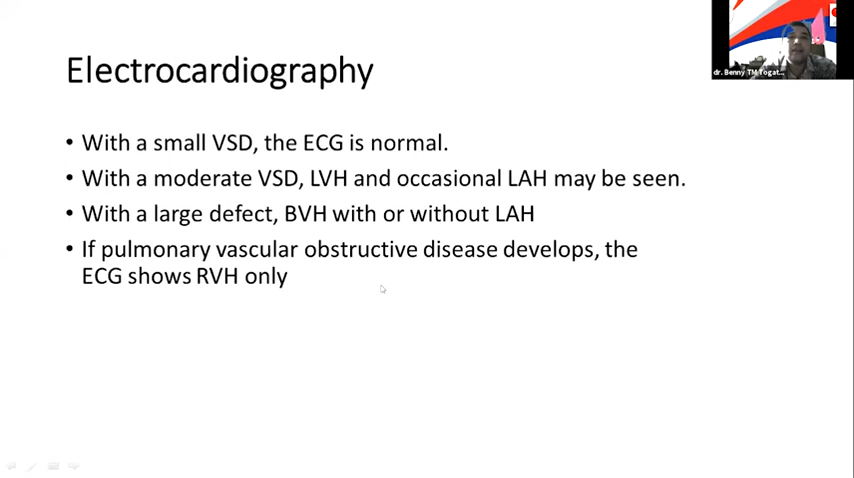 Electrocardiography
• With a small VSD, the ECG is normal.
• With a moderate VSD, LVH and occasional LAH may be seen.
• With a large defect, BVH with or without LAH
• If pulmonary vascular obstructive disease develops, the
ECG shows RVH only
dr. Benny TM Togat...